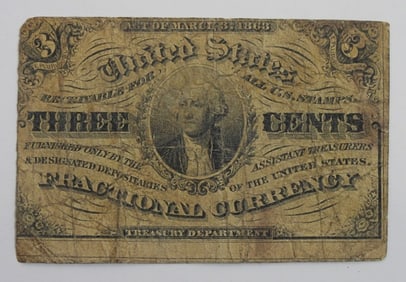 ACT OF MARCH 3D 1863.
3 3
United States
RECEIVABLE FOR ALL U.S. STAMPS.
THREE CENTS
FURNISHED ONLY BY THE ASSISTANT TREASURERS
& DESIGNATED DEPOSITARIES OF THE UNITED STATES.
FRACTIONAL CURRENCY
TREASURY DEPARTMENT